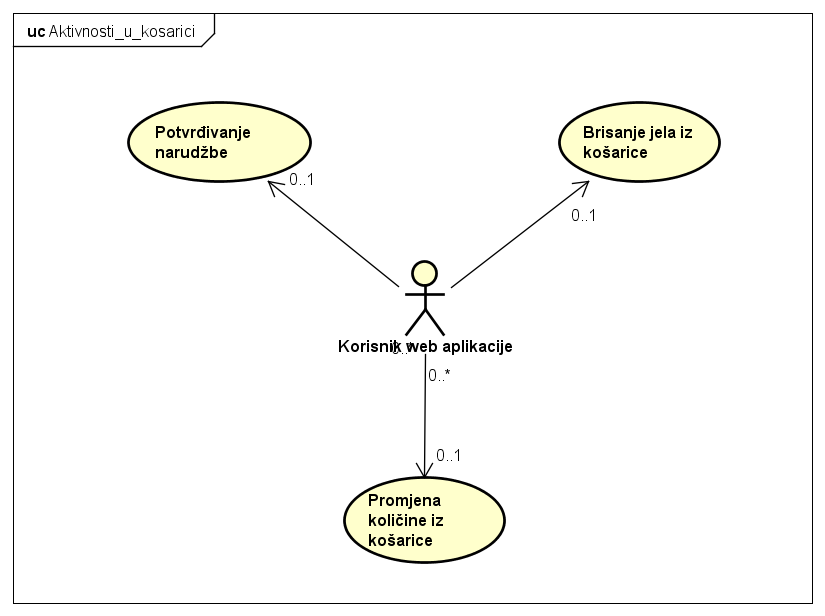 uc Aktivnosti_u_kosarici
Potvrđivanje
narudžbe
Brisanje jela iz
košarice
0..1
0..1
Korisnik web aplikacije
0..*
0..1
Promjena
količine iz
košarice